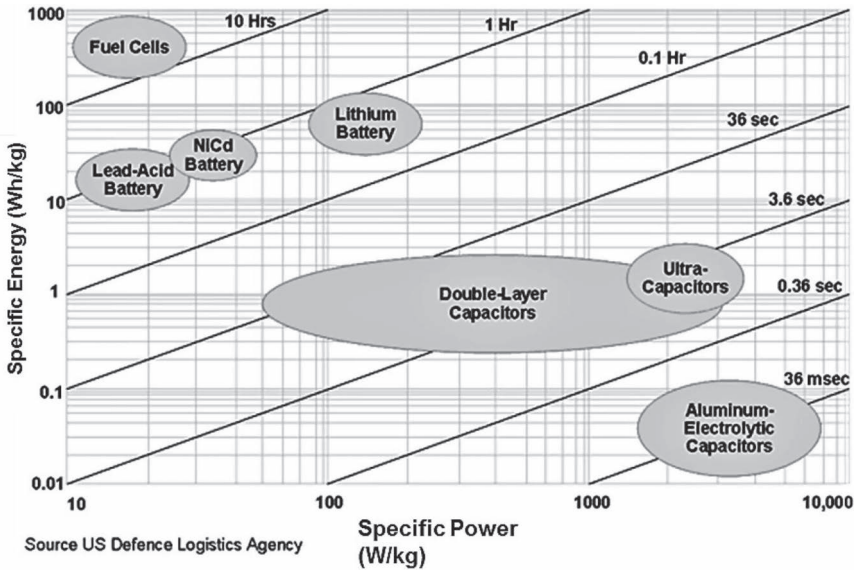 1000
100
10
1
0.1
0.01
Specific Energy (Wh/kg)
10 Hrs
1 Hr
0.1 Hr
36 sec
3.6 sec
0.36 sec
36 msec
Fuel Cells
Lithium
Battery
NiCd
Battery
Lead-Acid
Battery
Ultra-
Capacitors
Double-Layer
Capacitors
Aluminum-
Electrolytic
Capacitors
10
100
1000
10,000
Specific Power
(W/kg)
Source US Defence Logistics Agency